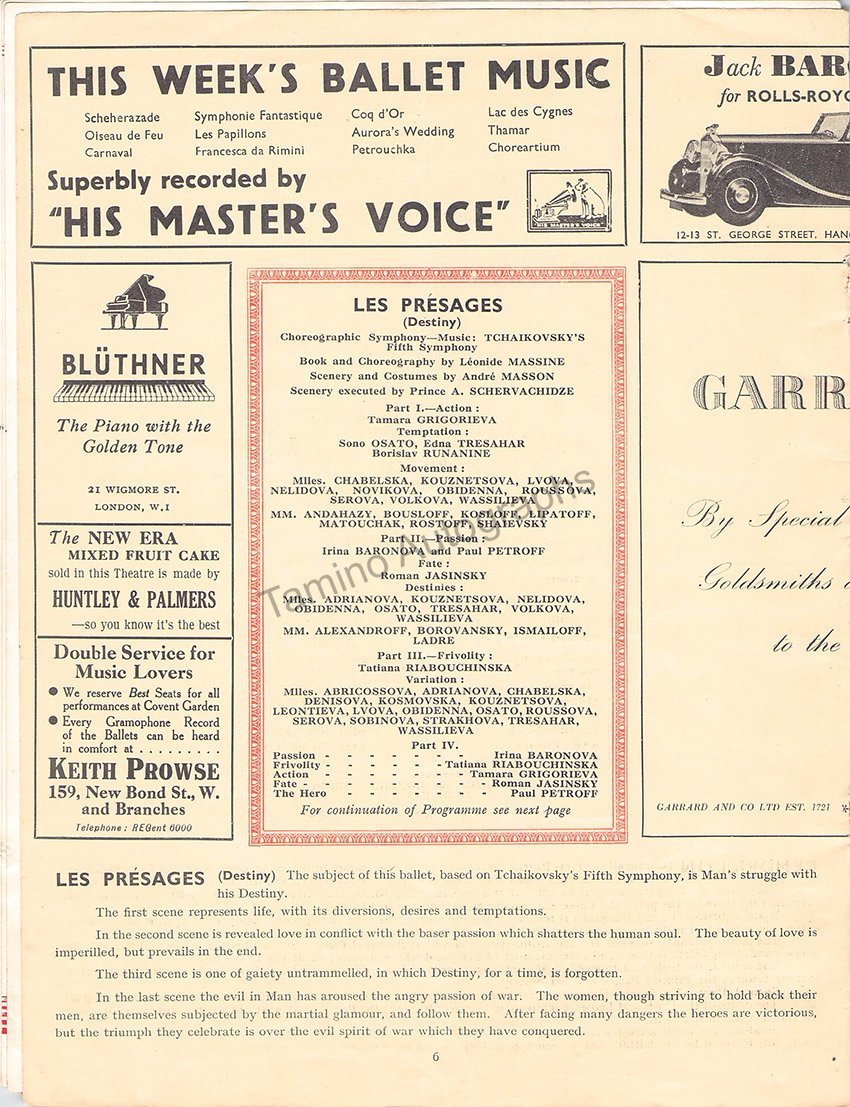 THIS WEEK'S BALLET MUSIC
Scheherazade Symphonie Fantastique Coq d'Or Lac des Cygnes
Oiseau de Feu Les Papillons Aurora's Wedding Thamar
Carnaval Francesca da Rimini Petrouchka Choreartium
Superbly recorded by
"HIS MASTER'S VOICE"
"HIS MASTER'S VOICE"
Jack BARC
for ROLLS-ROYC
12-13 ST. GEORGE STREET, HAN
BLÜTHNER
The Piano with the
Golden Tone
21 WIGMORE ST.
LONDON, W.1
The NEW ERA
MIXED FRUIT CAKE
sold in this Theatre is made by
HUNTLEY & PALMERS
—so you know it's the best
Double Service for
Music Lovers
● We reserve Best Seats for all
performances at Covent Garden
● Every Gramophone Record
of the Ballets can be heard
in comfort at . . . . . . . . .
KEITH PROWSE
159, New Bond St., W.
and Branches
Telephone : REGent 6000
LES PRÉSAGES
(Destiny)
Choreographic Symphony—Music: TCHAIKOVSKY'S
Fifth Symphony
Book and Choreography by Léonide MASSINE
Scenery and Costumes by André MASSON
Scenery executed by Prince A. SCHERVACHIDZE
Part I.—Action :
Tamara GRIGORIEVA
Temptation :
Sono OSATO, Edna TRESAHAR
Borislav RUNANINE
Movement :
Mlles. CHABELSKA, KOUZNETSOVA, LVOVA,
NELIDOVA, NOVIKOVA, OBIDENNA, ROUSSOVA,
SEROVA, VOLKOVA, WASSILIEVA
MM. ANDAHAZY, BOUSLOFF, KOSLOFF, LIPATOFF,
MATOUCHAK, ROSTOFF, SHAIEVSKY
Part II.—Passion :
Irina BARONOVA and Paul PETROFF
Fate :
Roman JASINSKY
Destinies :
Mlles. ADRIANOVA, KOUZNETSOVA, NELIDOVA,
OBIDENNA, OSATO, TRESAHAR, VOLKOVA,
WASSILIEVA
MM. ALEXANDROFF, BOROVANSKY, ISMAILOFF,
LADRE
Part III.—Frivolity :
Tatiana RIABOUCHINSKA
Variation :
Mlles. ABRICOSSOVA, ADRIANOVA, CHABELSKA,
DENISOVA, KOSMOVSKA, KOUZNETSOVA,
LEONTIEVA, LVOVA, OBIDENNA, OSATO, ROUSSOVA,
SEROVA, SOBINOVA, STRAKHOVA, TRESAHAR,
WASSILIEVA
Part IV.
Passion - - - - - - - Irina BARONOVA
Frivolity - - - - - - Tatiana RIABOUCHINSKA
Action - - - - - - Tamara GRIGORIEVA
Fate - - - - - - - - Roman JASINSKY
The Hero - - - - - - Paul PETROFF
For continuation of Programme see next page
GARR
By Special
Goldsmiths
to the
GARRARD AND CO LTD EST. 1721
Tamino Autographs
LES PRÉSAGES (Destiny) The subject of this ballet, based on Tchaikovsky's Fifth Symphony, is Man's struggle with
his Destiny.
The first scene represents life, with its diversions, desires and temptations.
In the second scene is revealed love in conflict with the baser passion which shatters the human soul. The beauty of love is
imperilled, but prevails in the end.
The third scene is one of gaiety untrammelled, in which Destiny, for a time, is forgotten.
In the last scene the evil in Man has aroused the angry passion of war. The women, though striving to hold back their
men, are themselves subjected by the martial glamour, and follow them. After facing many dangers the heroes are victorious,
but the triumph they celebrate is over the evil spirit of war which they have conquered.
6